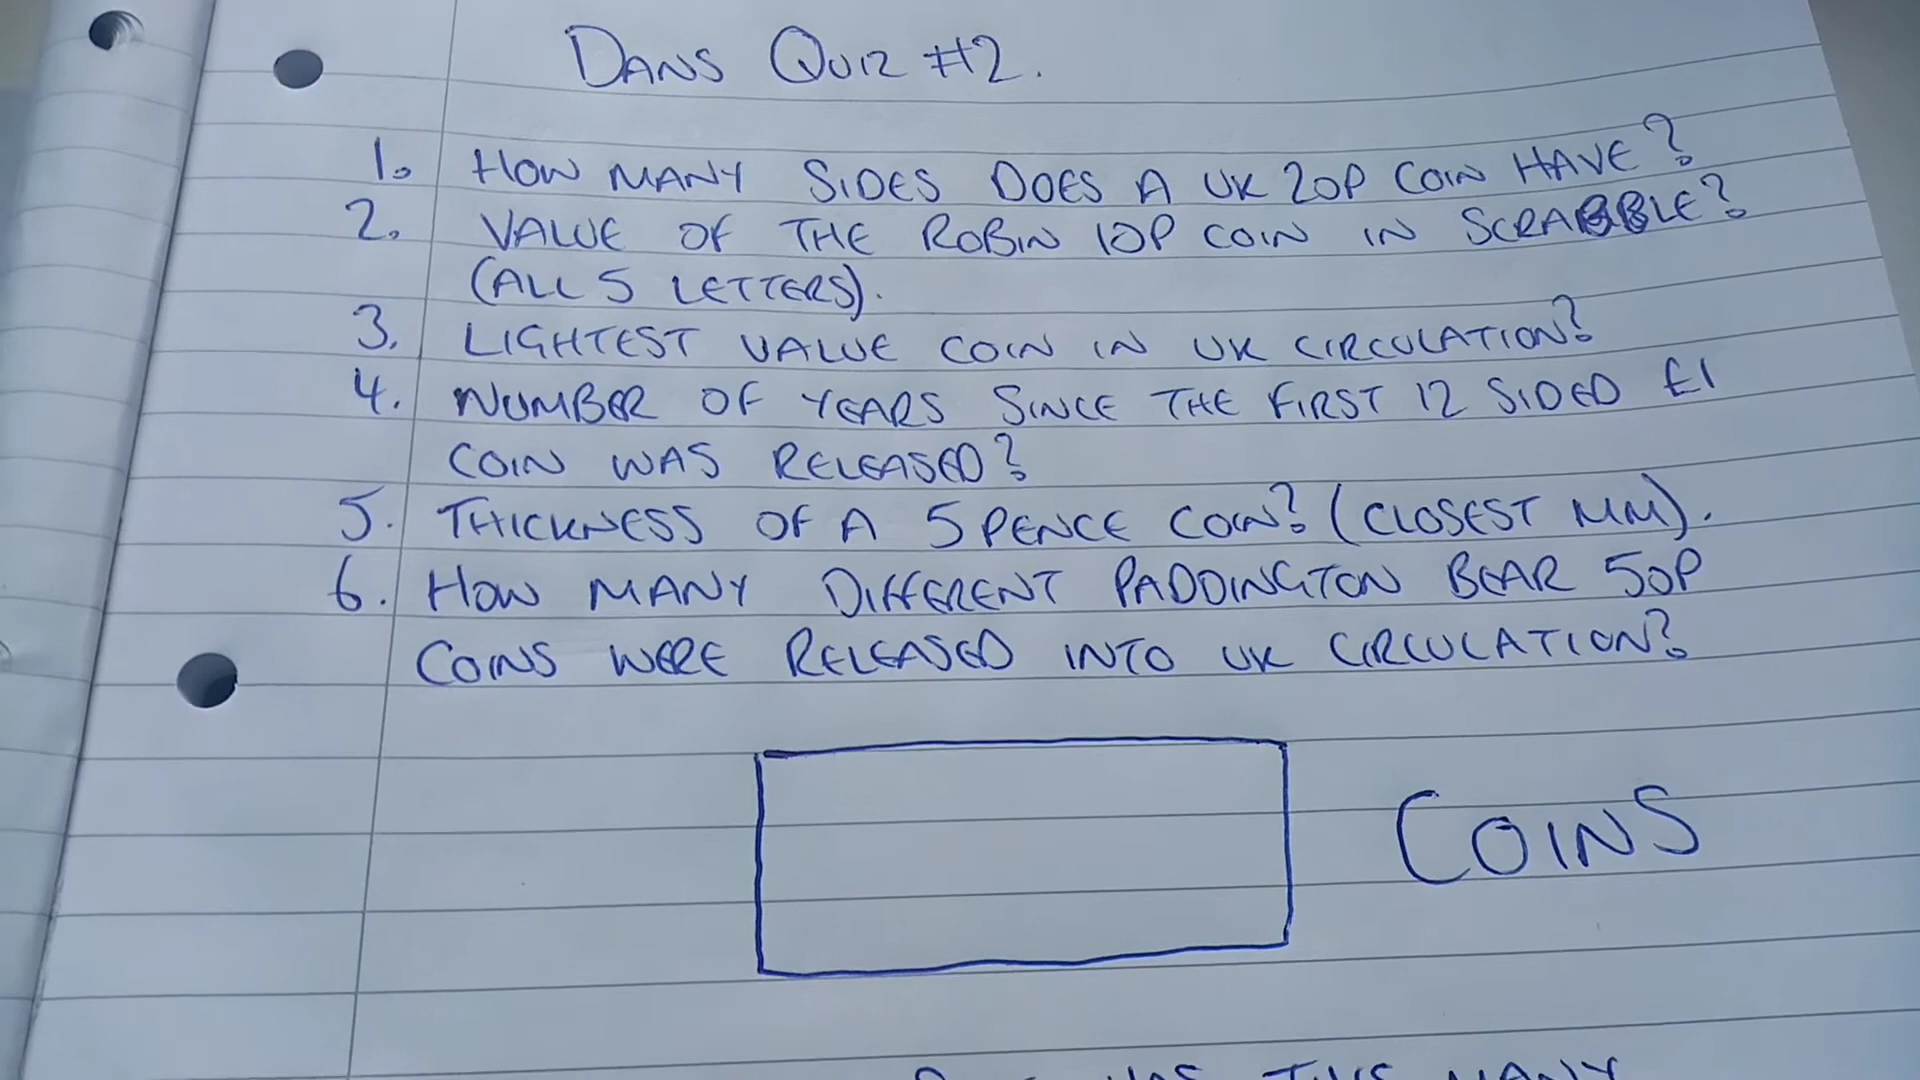 DANS QUIZ #2.
1. HOW MANY SIDES DOES A UK 20P COIN HAVE?
2. VALUE OF THE ROBIN 10P COIN IN SCRABBLE?
(ALL 5 LETTERS).
3. LIGHTEST VALUE COIN IN UK CIRCULATION?
4. NUMBER OF YEARS SINCE THE FIRST 12 SIDED £1
COIN WAS RELEASED?
5. THICKNESS OF A 5 PENCE COIN? (CLOSEST MM).
6. HOW MANY DIFFERENT PADDINGTON BEAR 50P
COINS WERE RELEASED INTO UK CIRCULATION?
COINS
THIS MANY